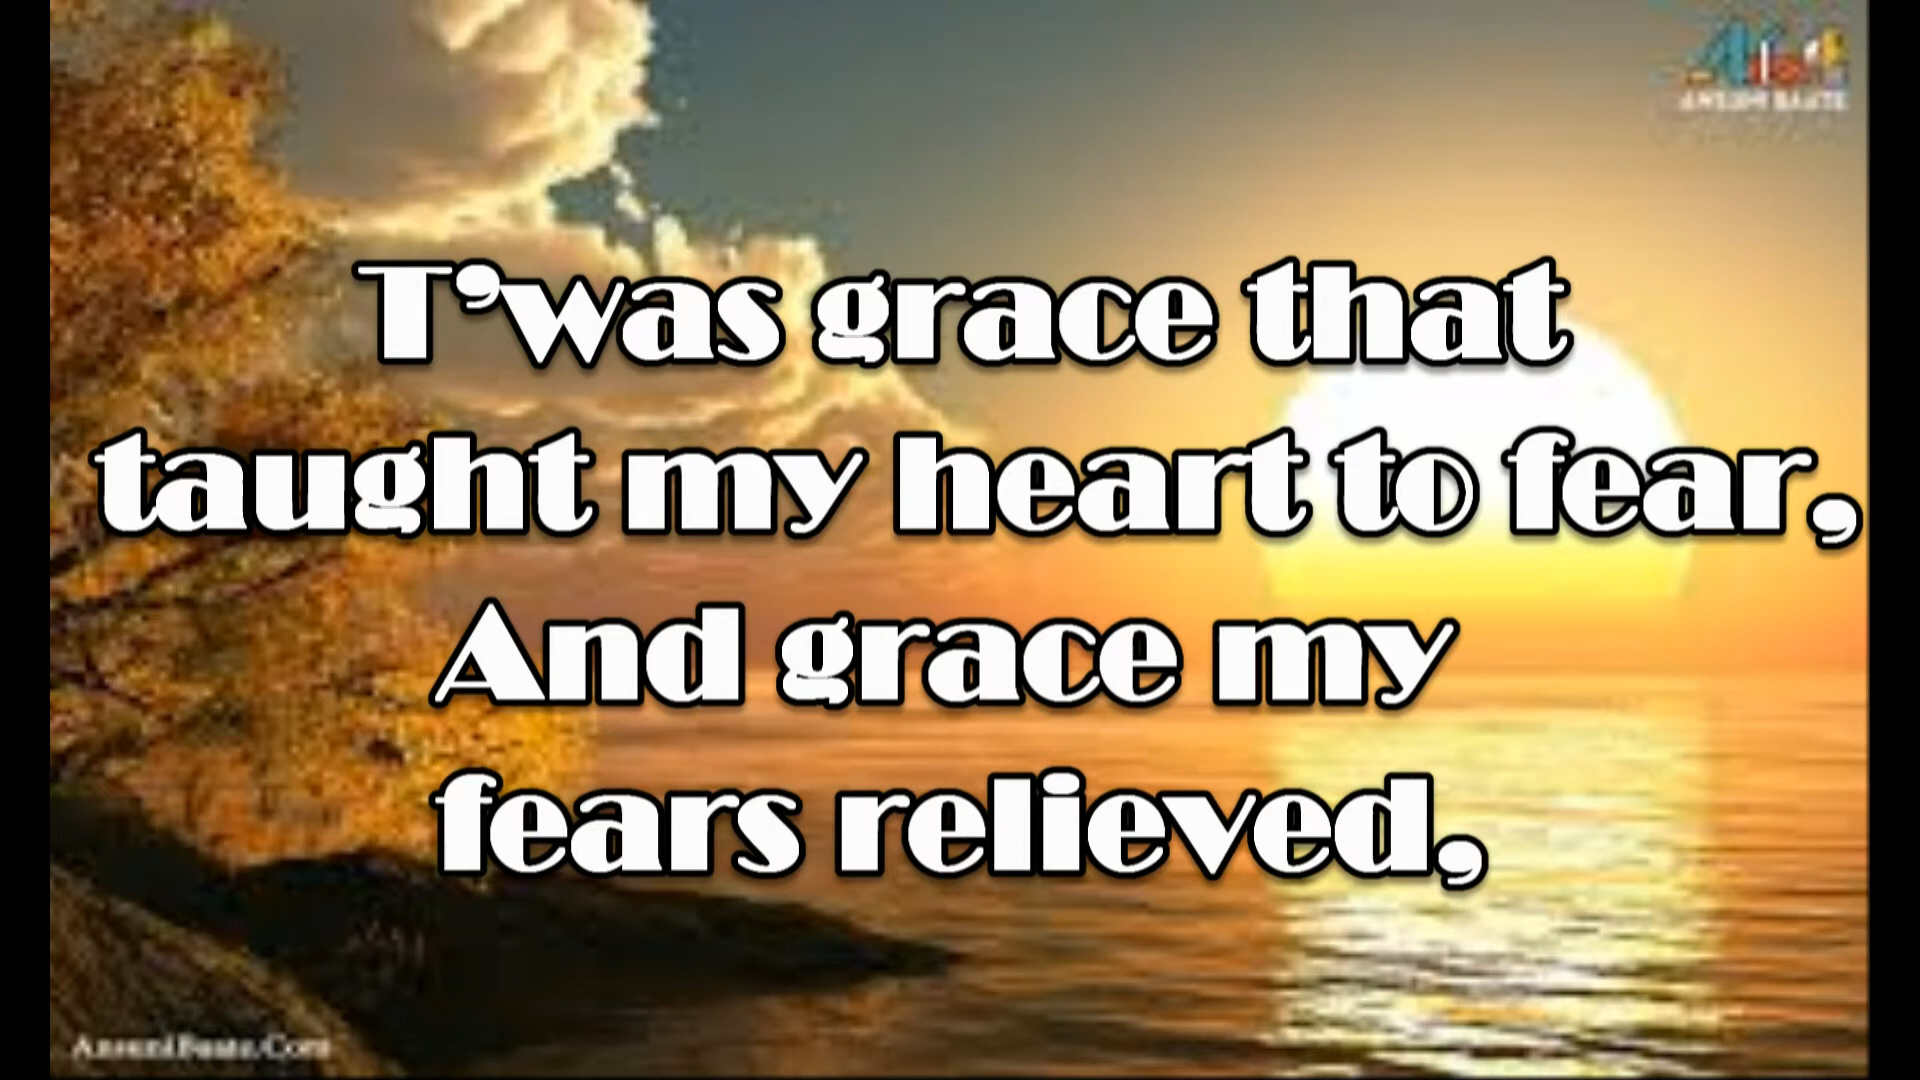 T'was grace that
taught my heart to fear,
And grace my
fears relieved,